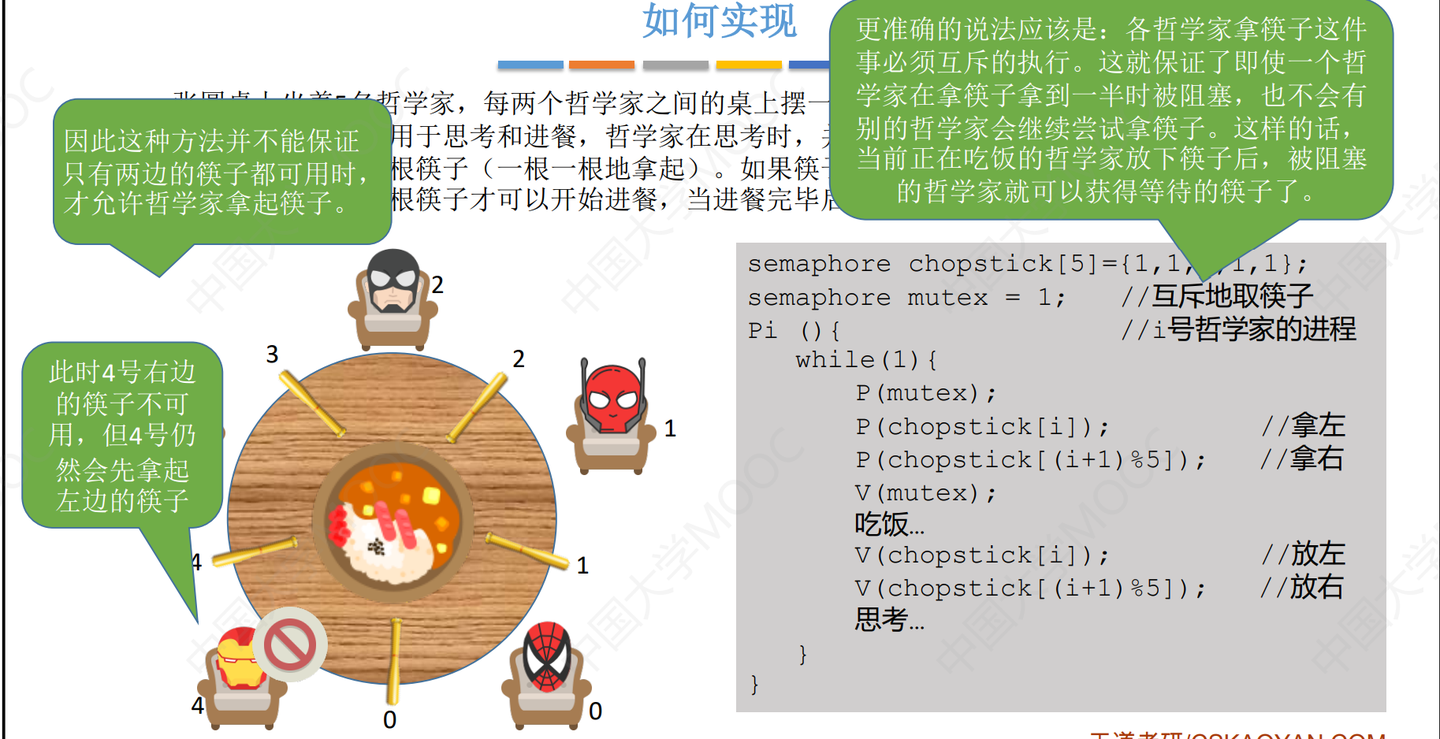 如何实现
更准确的说法应该是：各哲学家拿筷子这件
事必须互斥的执行。这就保证了即使一个哲
学家在拿筷子拿到一半时被阻塞，也不会有
别的哲学家会继续尝试拿筷子。这样的话，
当前正在吃饭的哲学家放下筷子后，被阻塞
的哲学家就可以获得等待的筷子了。
张圆桌上坐着5名哲学家，每两个哲学家之间的桌上摆一
用于思考和进餐，哲学家在思考时，
根筷子（一根一根地拿起）。如果筷
根筷子才可以开始进餐，当进餐完毕
因此这种方法并不能保证
只有两边的筷子都可用时，
才允许哲学家拿起筷子。
此时4号右边
的筷子不可
用，但4号仍
然会先拿起
左边的筷子
2
3
2
1
4
1
4
0
0
semaphore chopstick[5]={1,1, ,1,1};
semaphore mutex = 1; //互斥地取筷子
Pi (){ //i号哲学家的进程
while(1){
P(mutex);
P(chopstick[i]); //拿左
P(chopstick[(i+1)%5]); //拿右
V(mutex);
吃饭…
V(chopstick[i]); //放左
V(chopstick[(i+1)%5]); //放右
思考…
}
}
王道考研/CSKAOYAN.COM
中国大学MOOC